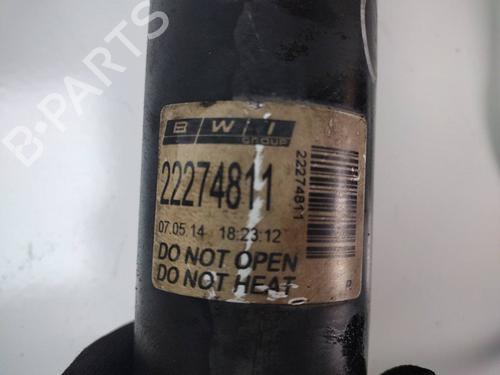 B-PARTS
BWI
GROUP
22274811
22274811
07.05.14 18:23:12
DO NOT OPEN
DO NOT HEAT
P